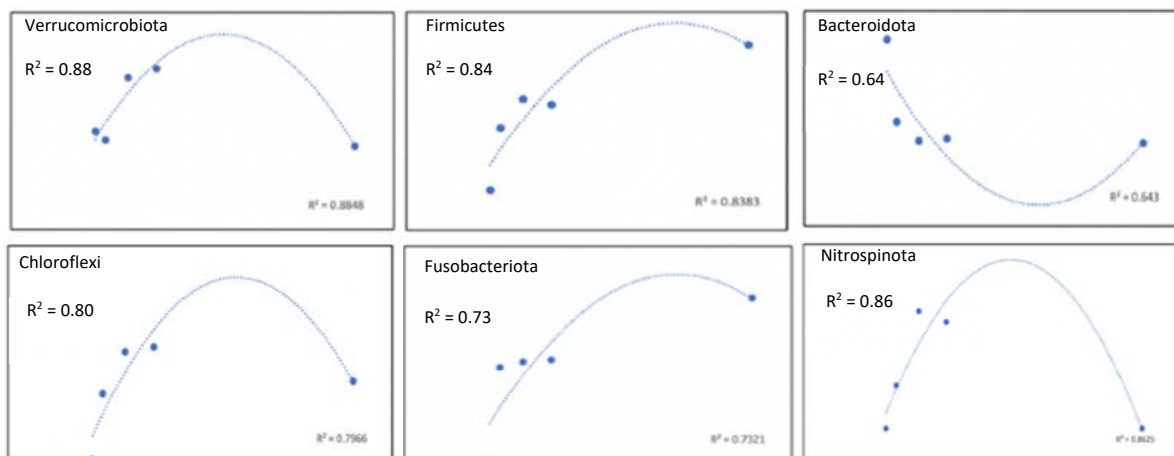 Verrucomicrobiota
R² = 0.88
R² = 0.8848
Firmicutes
R² = 0.84
R² = 0.8383
Bacteroidota
R² = 0.64
R² = 0.643
Chloroflexi
R² = 0.80
R² = 0.7966
Fusobacteriota
R² = 0.73
R² = 0.7321
Nitrospinota
R² = 0.86
R² = 0.8625